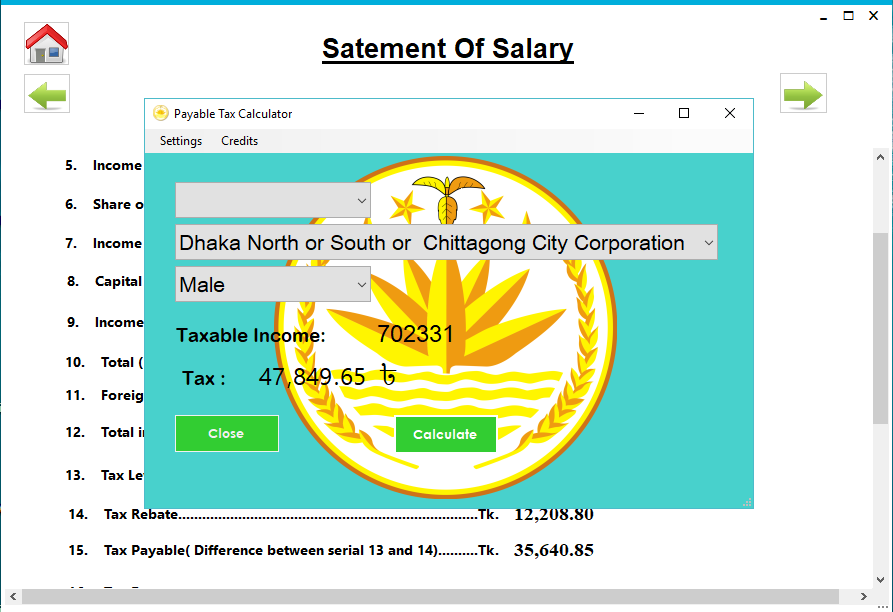 Satement Of Salary
Payable Tax Calculator
Settings Credits
Dhaka North or South or Chittagong City Corporation
Male
Taxable Income: 702331
Tax : 47,849.65 ৳
Close Calculate
5. Income
6. Share o
7. Income
8. Capital
9. Income
10. Total (
11. Foreig
12. Total i
13. Tax Le
14. Tax Rebate...........................................................................Tk. 12,208.80
15. Tax Payable( Difference between serial 13 and 14)..........Tk. 35,640.85